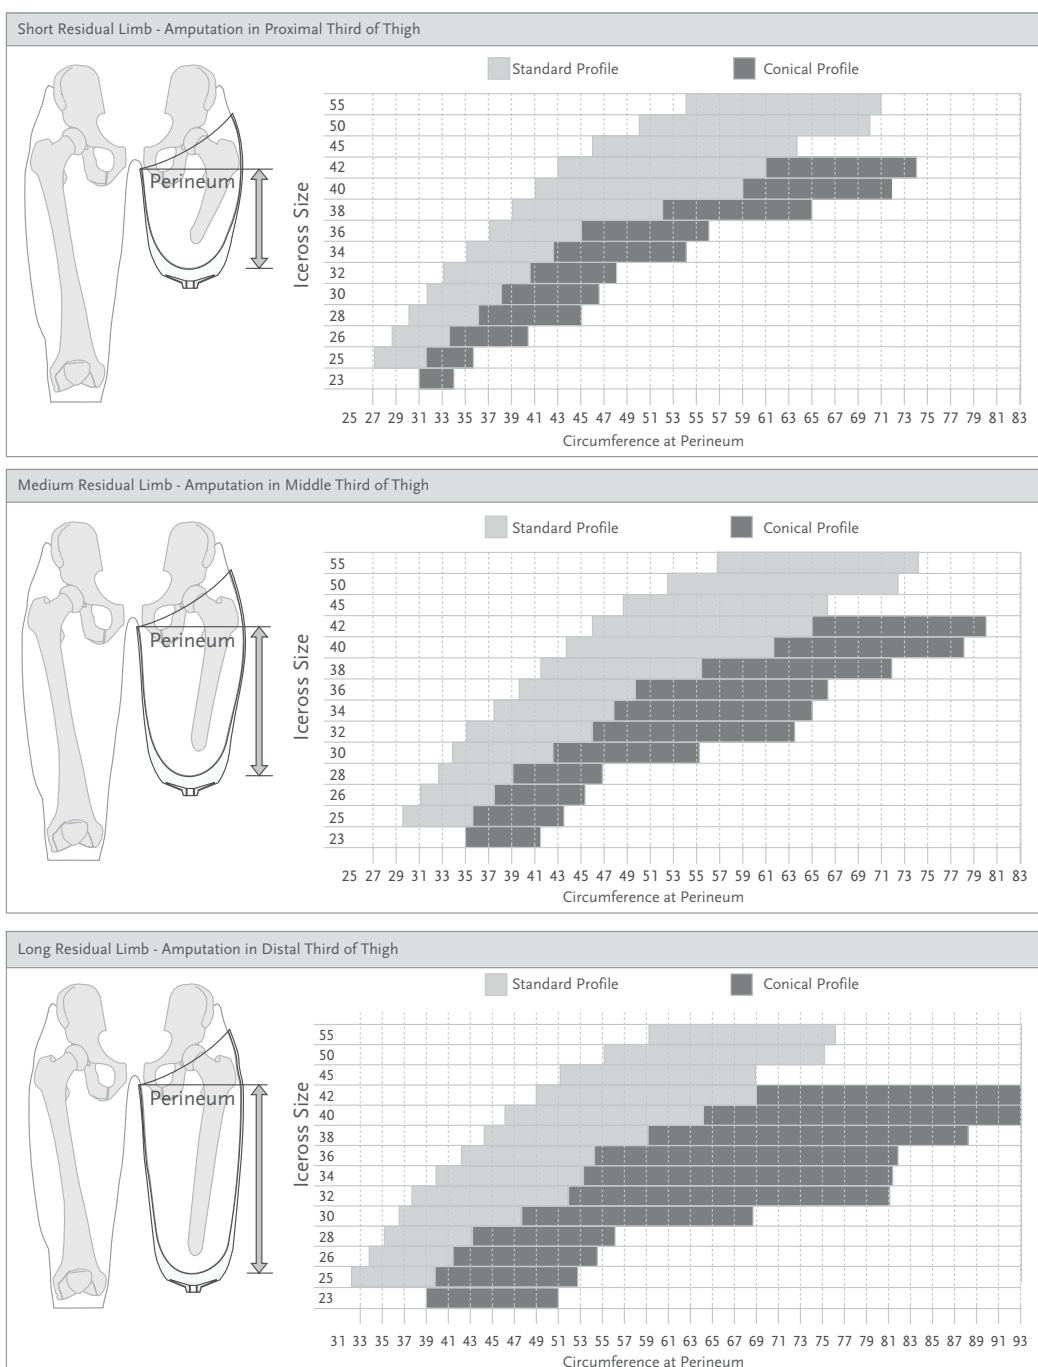 Short Residual Limb - Amputation in Proximal Third of Thigh
Standard Profile
Conical Profile
Perineum
Iceross Size
55
50
45
42
40
38
36
34
32
30
28
26
25
23
25 27 29 31 33 35 37 39 41 43 45 47 49 51 53 55 57 59 61 63 65 67 69 71 73 75 77 79 81 83
Circumference at Perineum
Medium Residual Limb - Amputation in Middle Third of Thigh
Standard Profile
Conical Profile
Perineum
Iceross Size
55
50
45
42
40
38
36
34
32
30
28
26
25
23
25 27 29 31 33 35 37 39 41 43 45 47 49 51 53 55 57 59 61 63 65 67 69 71 73 75 77 79 81 83
Circumference at Perineum
Long Residual Limb - Amputation in Distal Third of Thigh
Standard Profile
Conical Profile
Perineum
Iceross Size
55
50
45
42
40
38
36
34
32
30
28
26
25
23
31 33 35 37 39 41 43 45 47 49 51 53 55 57 59 61 63 65 67 69 71 73 75 77 79 81 83 85 87 89 91 93
Circumference at Perineum